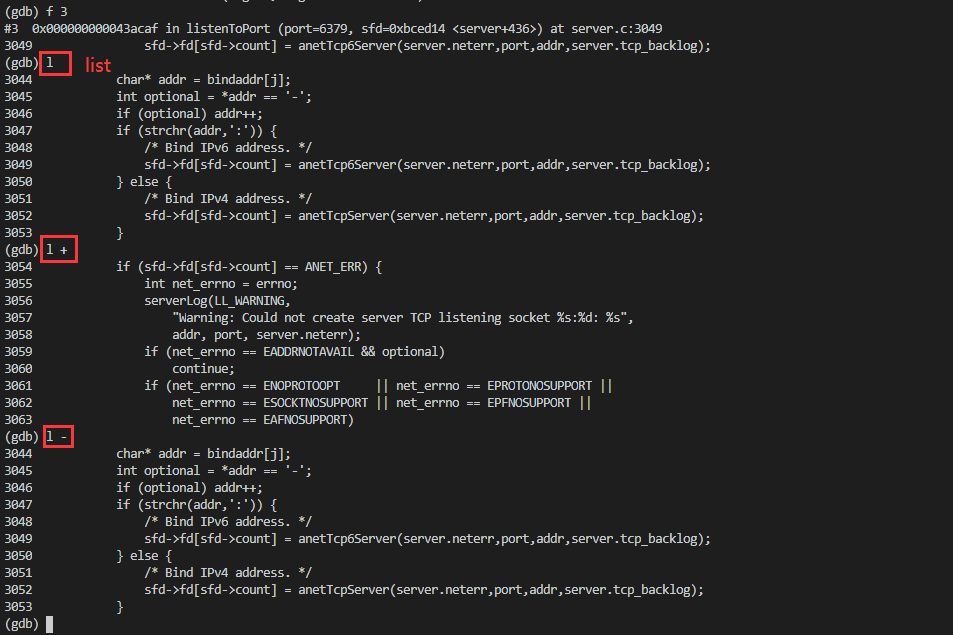 (gdb) f 3
#3  0x000000000043acaf in listenToPort (port=6379, sfd=0xbced14 <server+436>) at server.c:3049
3049                sfd->fd[sfd->count] = anetTcp6Server(server.neterr,port,addr,server.tcp_backlog);
(gdb) l list
3044            char* addr = bindaddr[j];
3045            int optional = *addr == '-';
3046            if (optional) addr++;
3047            if (strchr(addr,':')) {
3048                /* Bind IPv6 address. */
3049                sfd->fd[sfd->count] = anetTcp6Server(server.neterr,port,addr,server.tcp_backlog);
3050            } else {
3051                /* Bind IPv4 address. */
3052                sfd->fd[sfd->count] = anetTcpServer(server.neterr,port,addr,server.tcp_backlog);
3053            }
(gdb) l +
3054            if (sfd->fd[sfd->count] == ANET_ERR) {
3055                int net_errno = errno;
3056                serverLog(LL_WARNING,
3057                    "Warning: Could not create server TCP listening socket %s:%d: %s",
3058                    addr, port, server.neterr);
3059                if (net_errno == EADDRNOTAVAIL && optional)
3060                    continue;
3061                if (net_errno == ENOPROTOOPT     || net_errno == EPROTONOSUPPORT ||
3062                    net_errno == ESOCKTNOSUPPORT || net_errno == EPFNOSUPPORT ||
3063                    net_errno == EAFNOSUPPORT)
(gdb) l -
3044            char* addr = bindaddr[j];
3045            int optional = *addr == '-';
3046            if (optional) addr++;
3047            if (strchr(addr,':')) {
3048                /* Bind IPv6 address. */
3049                sfd->fd[sfd->count] = anetTcp6Server(server.neterr,port,addr,server.tcp_backlog);
3050            } else {
3051                /* Bind IPv4 address. */
3052                sfd->fd[sfd->count] = anetTcpServer(server.neterr,port,addr,server.tcp_backlog);
3053            }
(gdb)